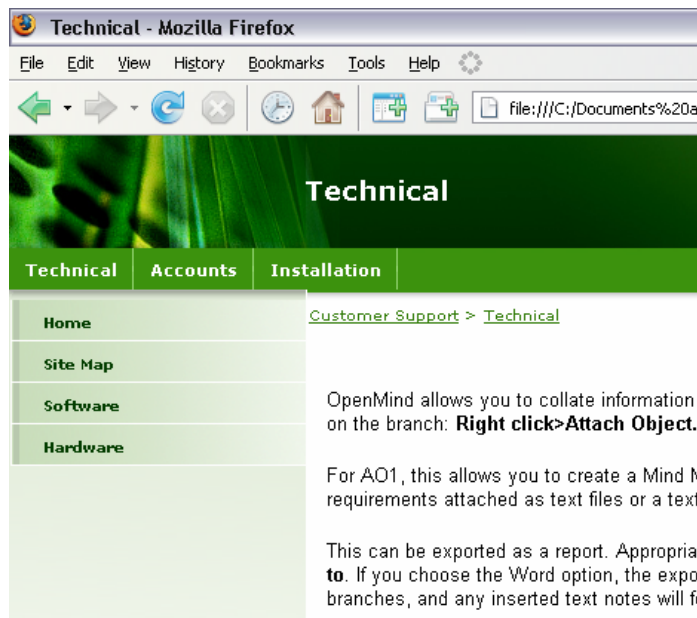 Technical - Mozilla Firefox
File Edit View History Bookmarks Tools Help
file:///C:/Documents%20a
Technical
Technical Accounts Installation
Home
Site Map
Software
Hardware
Customer Support > Technical
OpenMind allows you to collate information
on the branch: Right click>Attach Object.
For AO1, this allows you to create a Mind M
requirements attached as text files or a text
This can be exported as a report. Appropria
to. If you choose the Word option, the expo
branches, and any inserted text notes will f